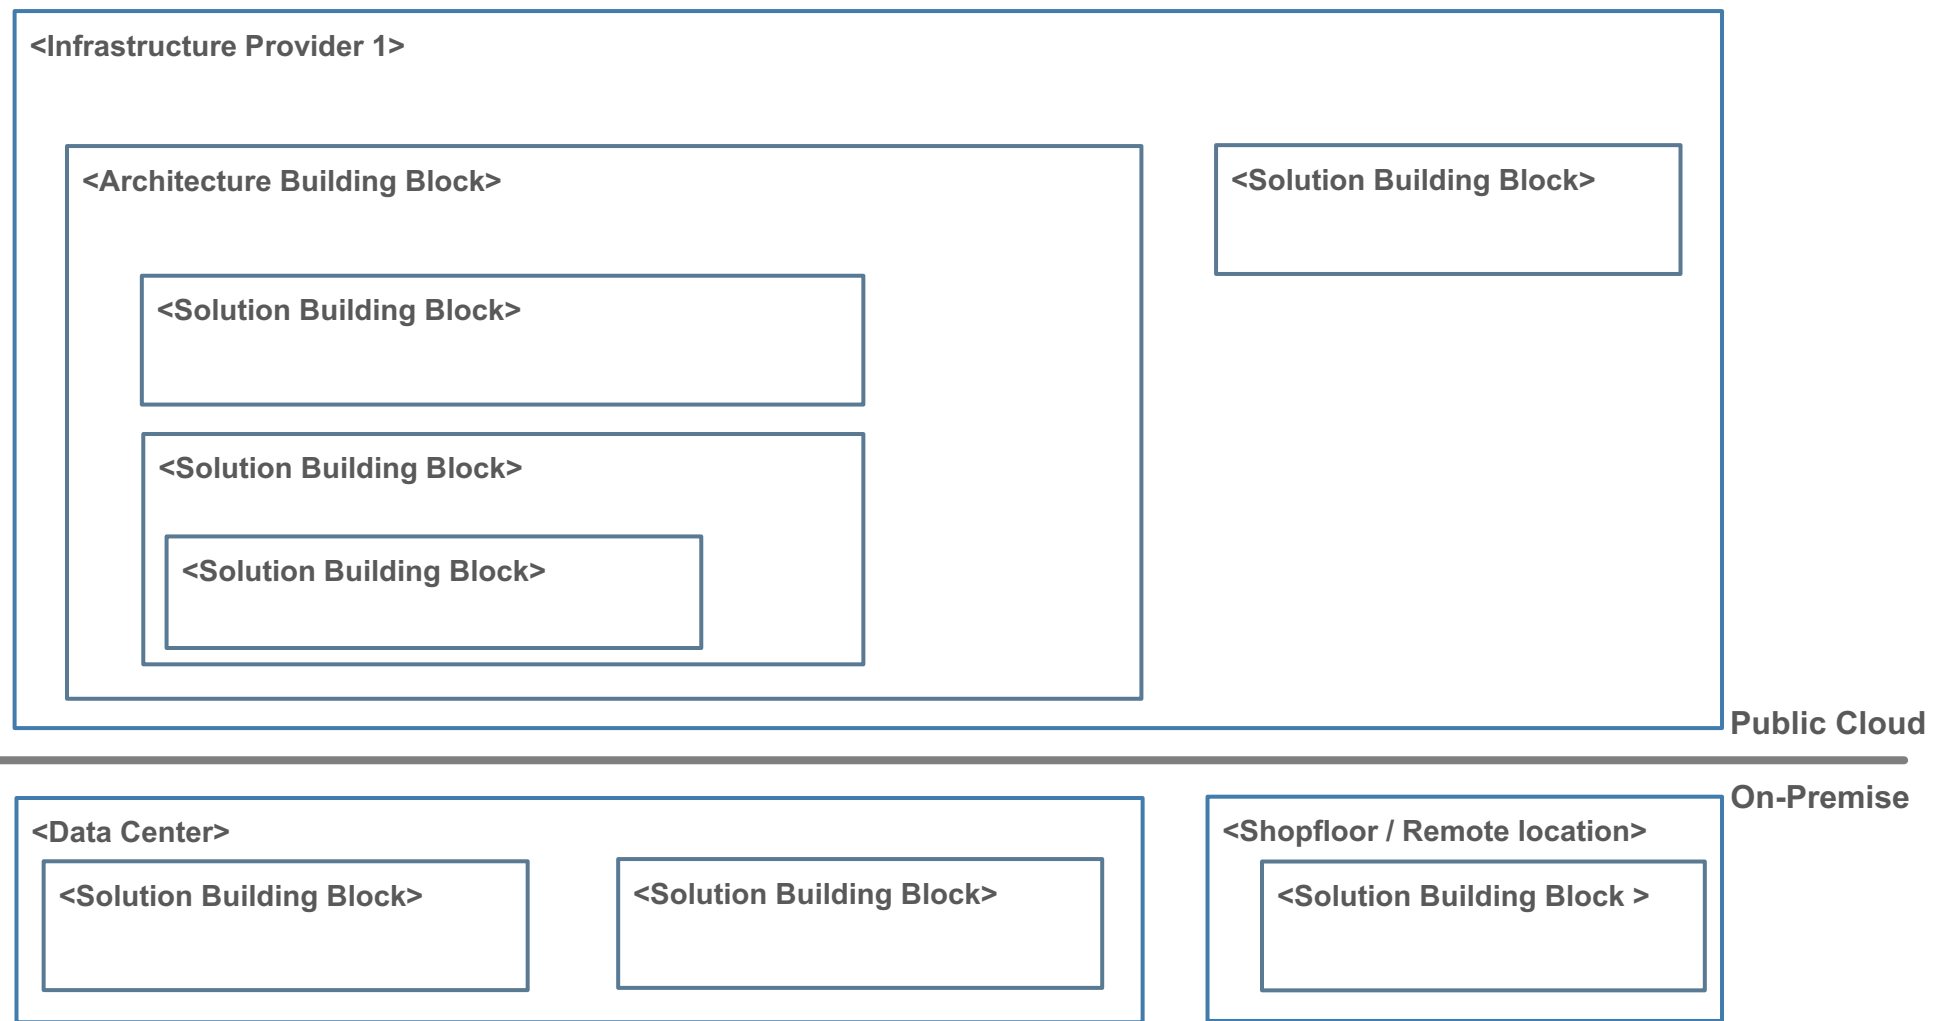 <Infrastructure Provider 1>
<Architecture Building Block>
<Solution Building Block>
<Solution Building Block>
<Solution Building Block>
<Solution Building Block>
Public Cloud
On-Premise
<Data Center>
<Shopfloor / Remote location>
<Solution Building Block>
<Solution Building Block>
<Solution Building Block >